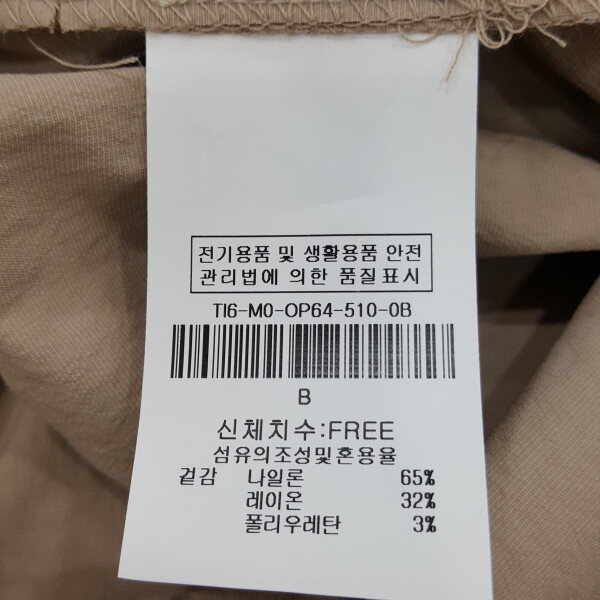 전기용품 및 생활용품 안전
관리법에 의한 품질표시
TI6-M0-OP64-510-0B
B
신체치수:FREE
섬유의조성및혼용율
겉감 나일론 65%
레이온 32%
폴리우레탄 3%